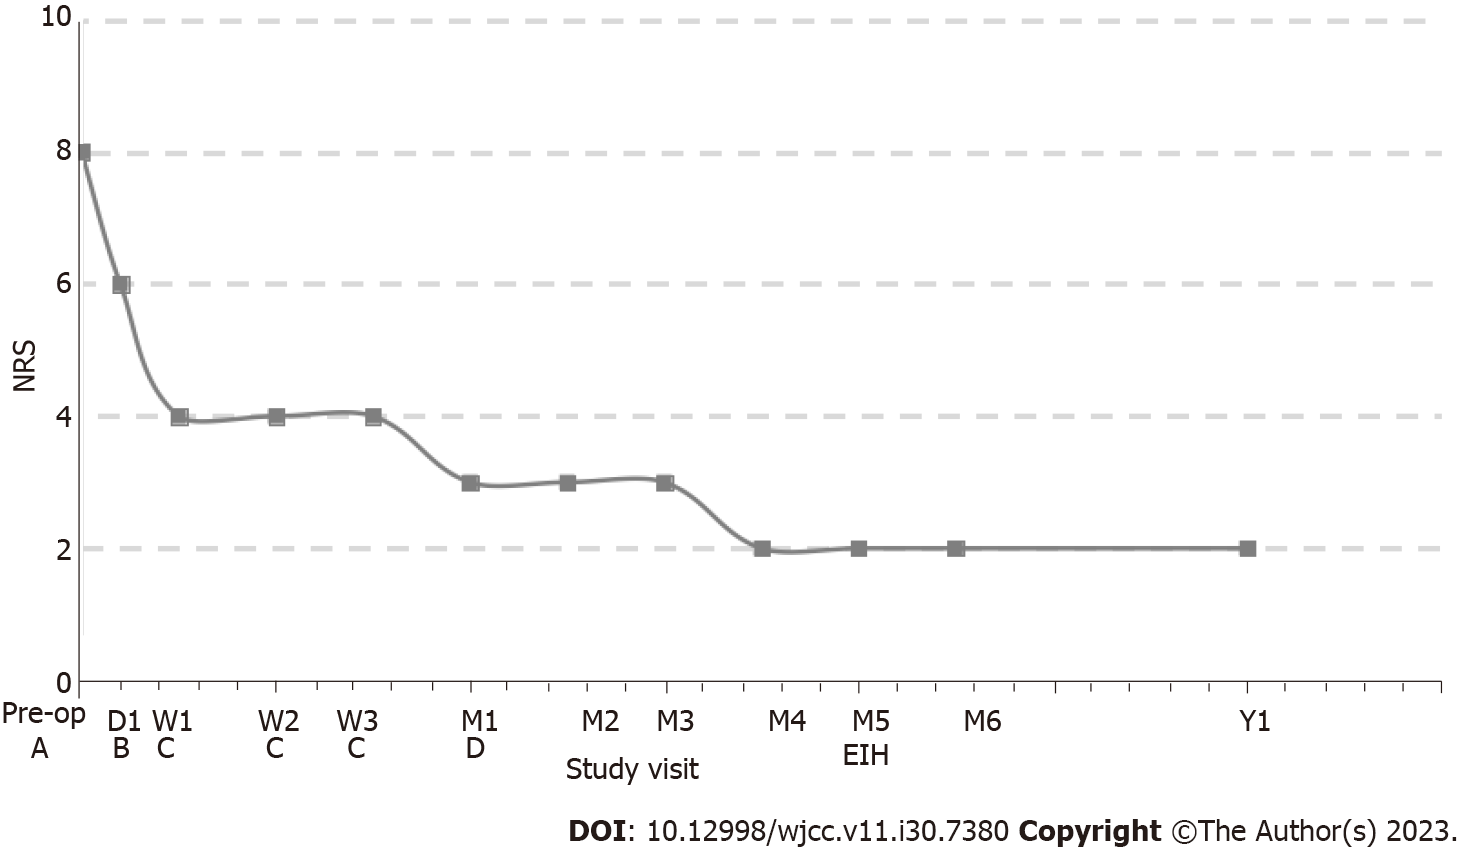 10
8
6
NRS
4
2
0
Pre-op D1 W1 W2 W3 M1 M2 M3 M4 M5 M6 Y1
A B C C C D EIH
Study visit
DOI: 10.12998/wjcc.v11.i30.7380 Copyright ©The Author(s) 2023.